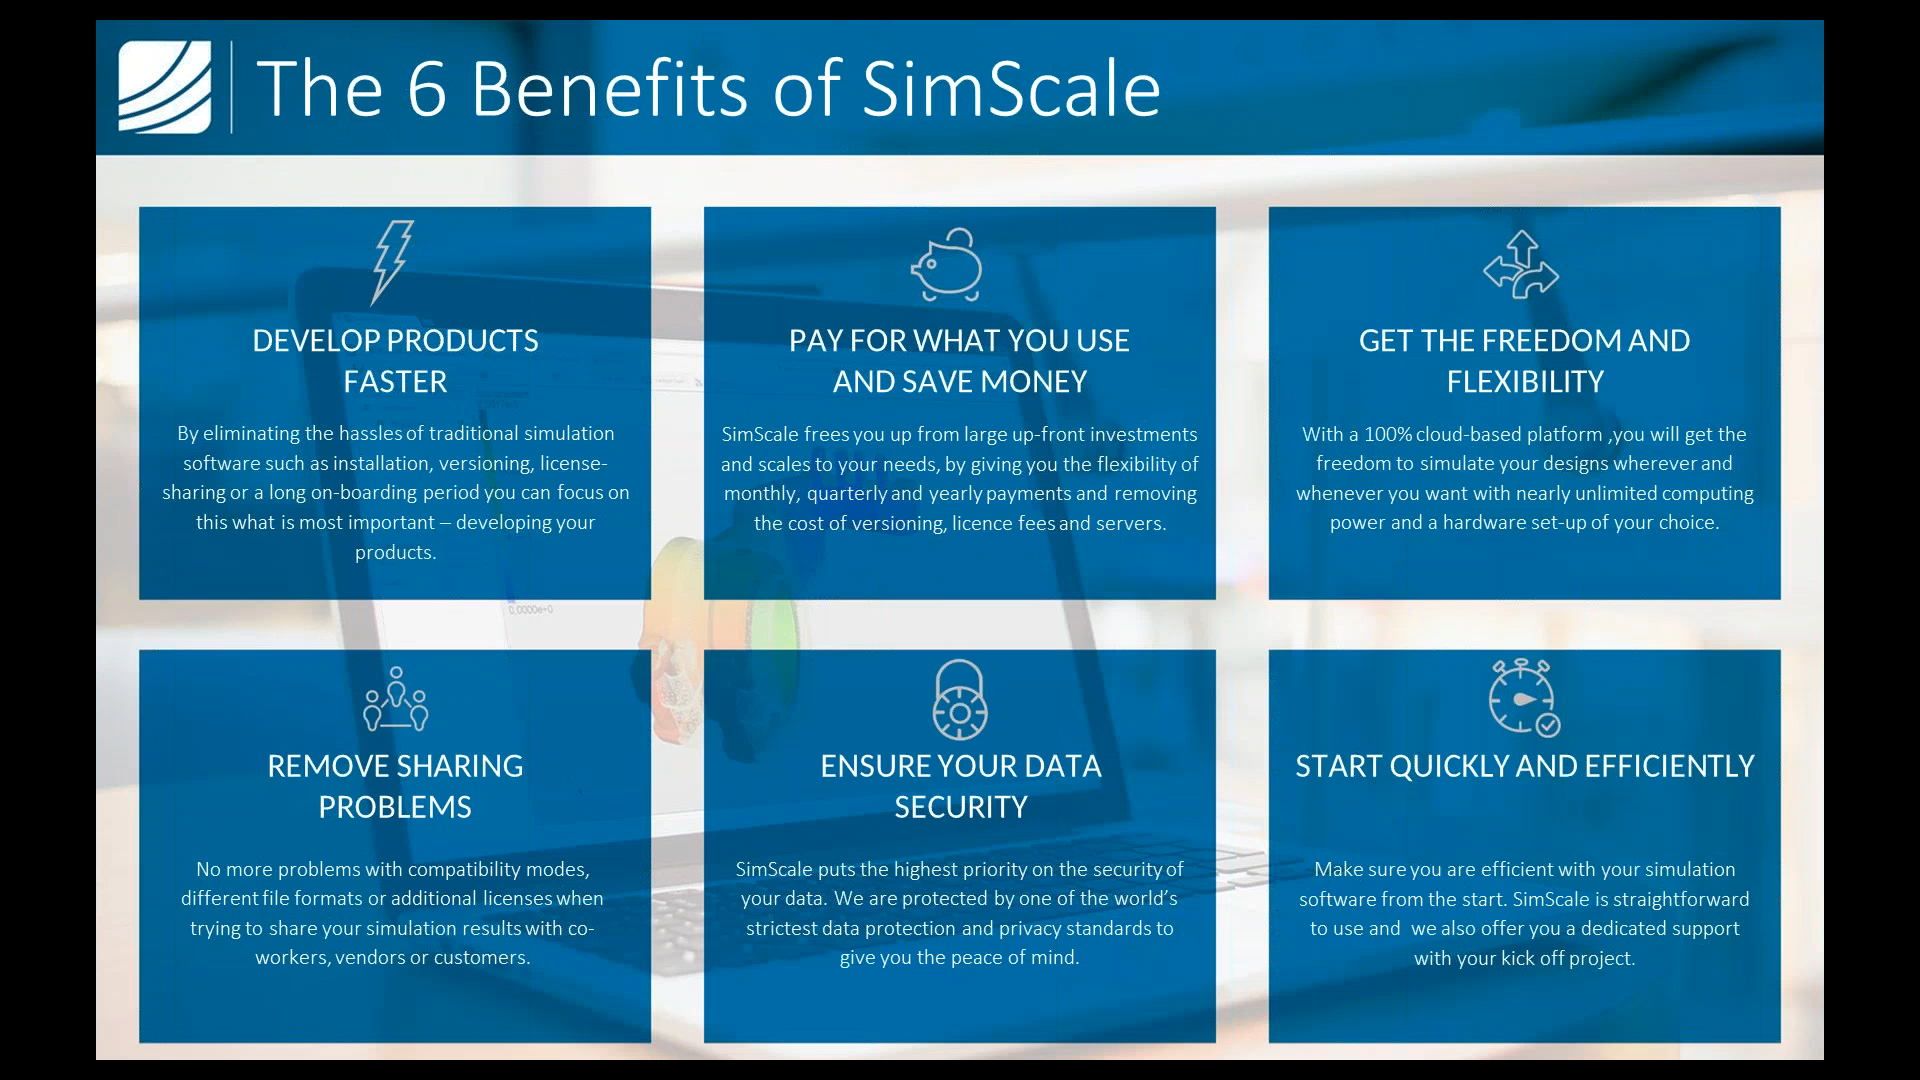 The 6 Benefits of SimScale
DEVELOP PRODUCTS
FASTER
By eliminating the hassles of traditional simulation
software such as installation, versioning, license-
sharing or a long on-boarding period you can focus on
this what is most important – developing your
products.
PAY FOR WHAT YOU USE
AND SAVE MONEY
SimScale frees you up from large up-front investments
and scales to your needs, by giving you the flexibility of
monthly, quarterly and yearly payments and removing
the cost of versioning, licence fees and servers.
GET THE FREEDOM AND
FLEXIBILITY
With a 100% cloud-based platform ,you will get the
freedom to simulate your designs wherever and
whenever you want with nearly unlimited computing
power and a hardware set-up of your choice.
0.0000e+0
REMOVE SHARING
PROBLEMS
No more problems with compatibility modes,
different file formats or additional licenses when
trying to share your simulation results with co-
workers, vendors or customers.
ENSURE YOUR DATA
SECURITY
SimScale puts the highest priority on the security of
your data. We are protected by one of the world’s
strictest data protection and privacy standards to
give you the peace of mind.
START QUICKLY AND EFFICIENTLY
Make sure you are efficient with your simulation
software from the start. SimScale is straightforward
to use and  we also offer you a dedicated support
with your kick off project.